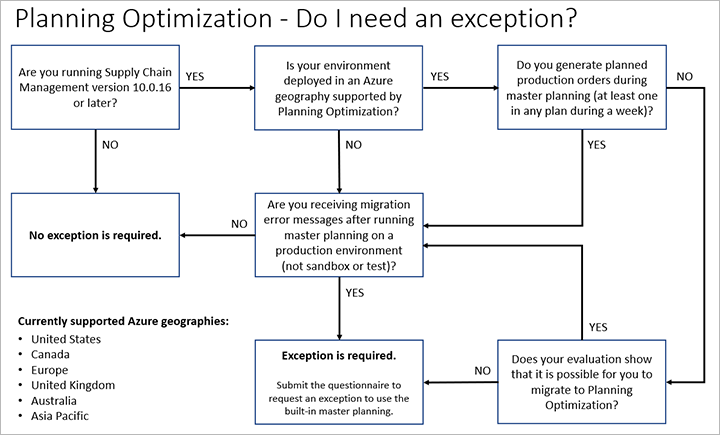 Planning Optimization - Do I need an exception?
Are you running Supply Chain
Management version 10.0.16
or later?
YES
Is your environment
deployed in an Azure
geography supported by
Planning Optimization?
YES
Do you generate planned
production orders during
master planning (at least one
in any plan during a week)?
NO
NO
NO
YES
No exception is required.
NO
Are you receiving migration
error messages after running
master planning on a
production environment
(not sandbox or test)?
YES
YES
Currently supported Azure geographies:
• United States
• Canada
• Europe
• United Kingdom
• Australia
• Asia Pacific
Exception is required.
Submit the questionnaire to
request an exception to use the
built-in master planning.
NO
Does your evaluation show
that it is possible for you to
migrate to Planning
Optimization?